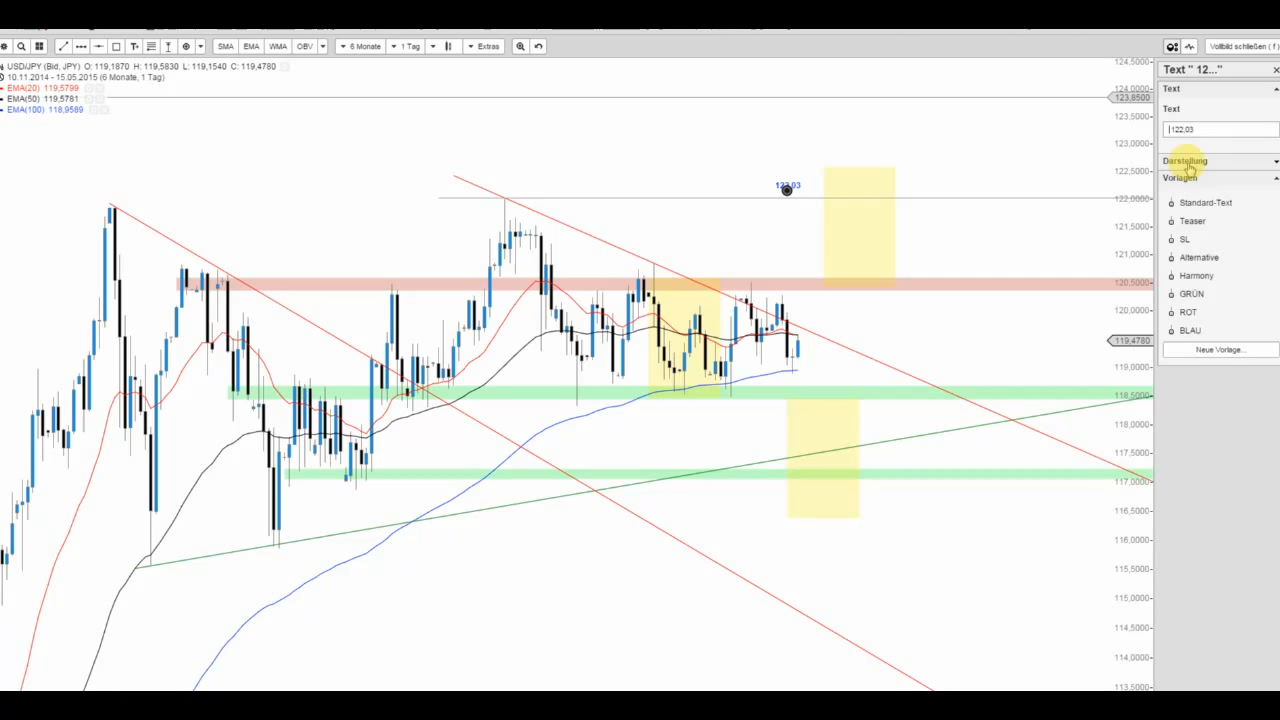 SMA EMA WMA OBV 6 Monate 1 Tag Extras Vollbild schließen ( f )
USD/JPY (Bid, JPY) O: 119,1870 H: 119,5830 L: 119,1540 C: 119,4780
10.11.2014 - 15.05.2015 (6 Monate, 1 Tag)
EMA(20) 119,5799
EMA(50) 119,5781
EMA(100) 118,9589
122,03
124,5000
124,0000
123,8500
123,5000
123,0000
122,5000
122,0000
121,5000
121,0000
120,5000
120,0000
119,4780
119,0000
118,5000
118,0000
117,5000
117,0000
116,5000
116,0000
115,5000
115,0000
114,5000
114,0000
113,5000
Text " 12..."
Text
Text
122,03
Darstellung
Vorlagen
Standard-Text
Teaser
SL
Alternative
Harmony
GRÜN
ROT
BLAU
Neue Vorlage...